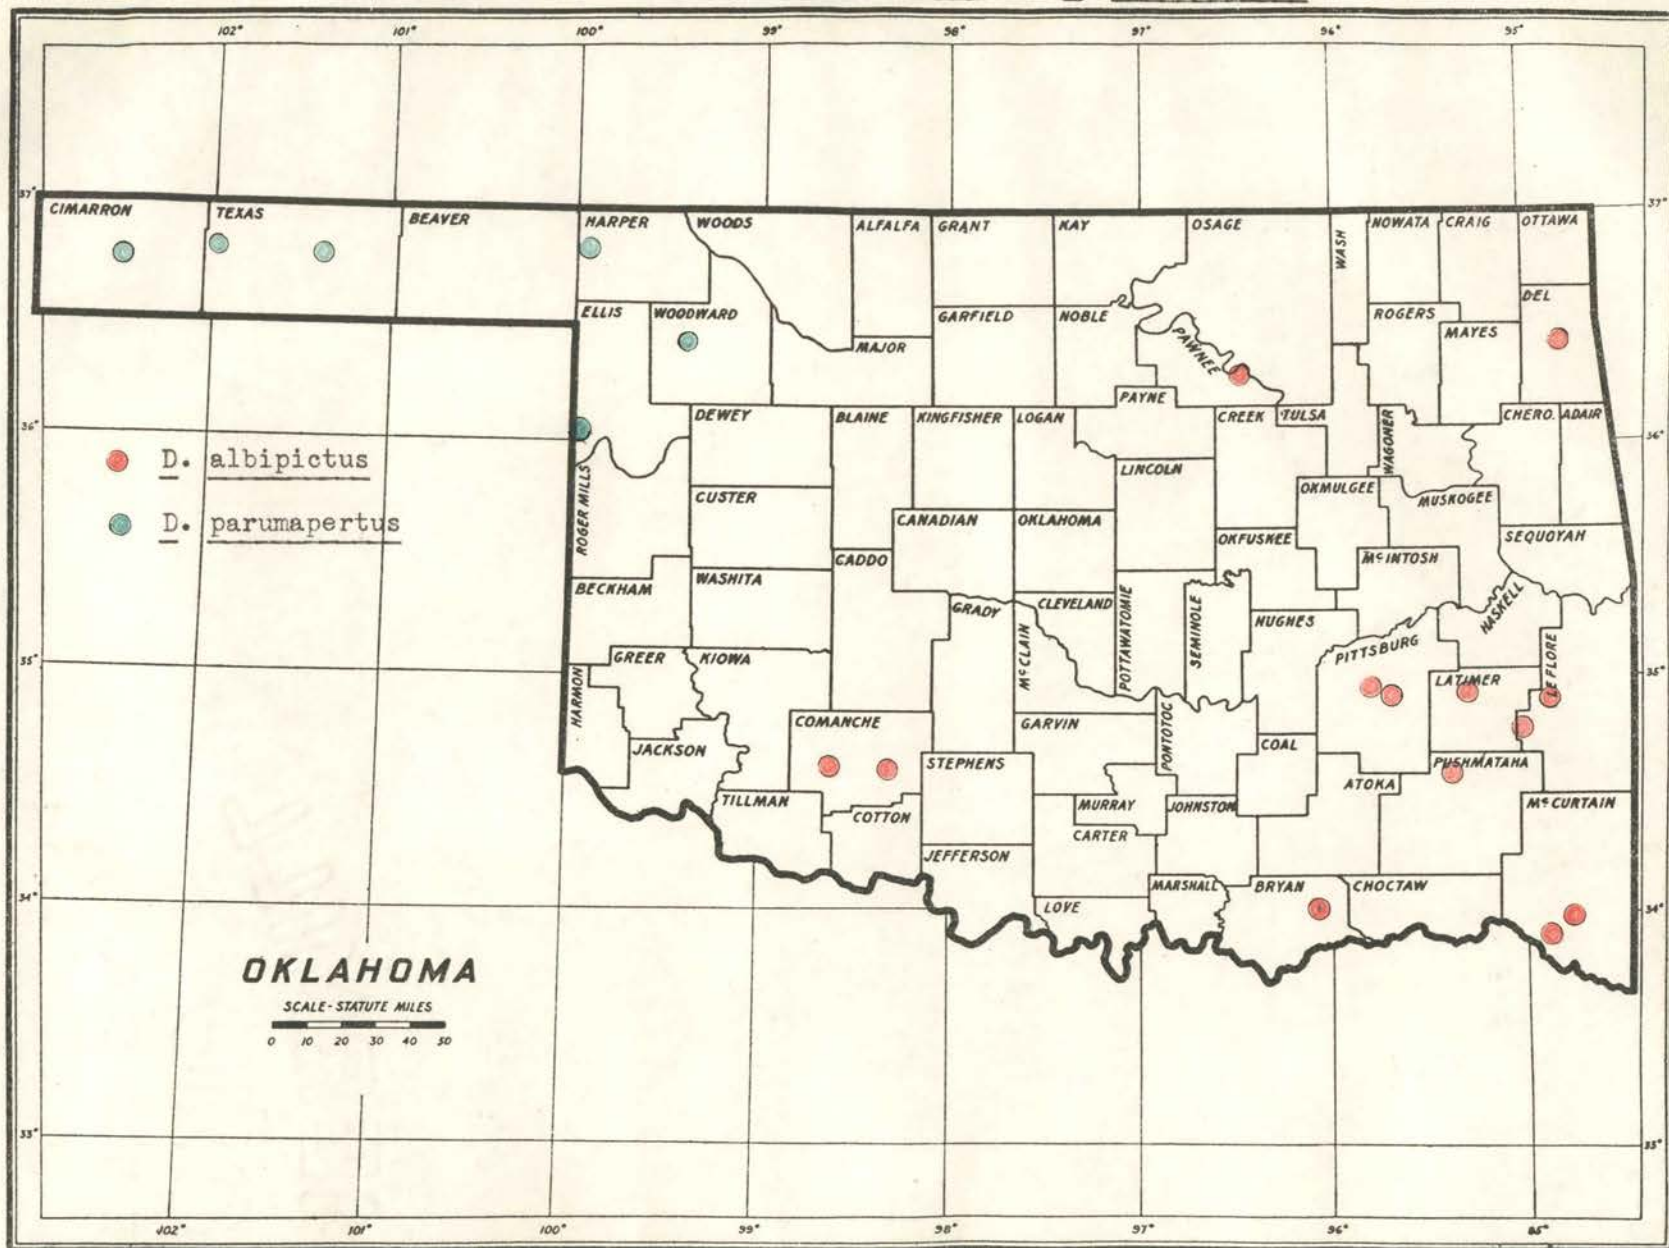 102° 101° 100° 99° 98° 97° 96° 95°
37° 37°
CIMARRON TEXAS BEAVER HARPER WOODS ALFALFA GRANT KAY OSAGE WASH NOWATA CRAIG OTTAWA
ELLIS WOODWARD MAJOR GARFIELD NOBLE PAWNEE ROGERS MAYES DEL
36° 36°
DEWEY BLAINE KINGFISHER LOGAN PAYNE CREEK TULSA WAGONER CHERO. ADAIR
D. albipictus
D. parumapertus
ROGER MILLS CUSTER LINCOLN OKMULGEE MUSKOGEE
CANADIAN OKLAHOMA OKFUSKEE SEQUOYAH
BECKHAM WASHITA CADDO McINTOSH
GRADY CLEVELAND POTTAWATOMIE SEMINOLE HUGHES HASKELL
35° 35°
HARMON GREER KIOWA McCLAIN PITTSBURG LATIMER LE FLORE
COMANCHE GARVIN PONTOTOC
JACKSON STEPHENS COAL PUSHMATAHA
TILLMAN COTTON MURRAY JOHNSTON ATOKA McCURTAIN
JEFFERSON CARTER
34° 34°
LOVE MARSHALL BRYAN CHOCTAW
OKLAHOMA
SCALE-STATUTE MILES
0 10 20 30 40 50
33° 33°
102° 101° 100° 99° 98° 97° 96° 95°